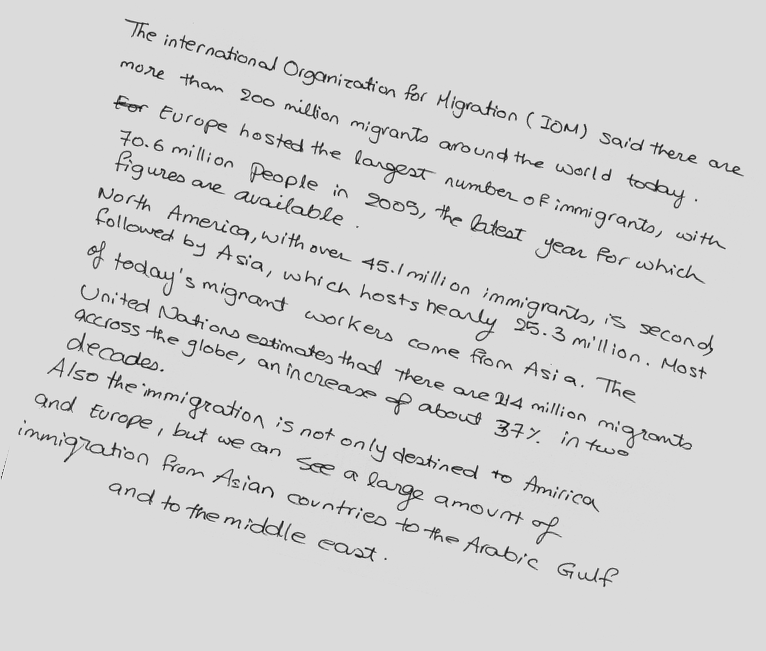 The international Organization for Migration (IOM) said there are
more than 200 million migrants around the world today.
Europe hosted the largest number of immigrants, with
70.6 million People in 2005, the latest year for which
figures are available.
North America, with over 45.1 million immigrants, is second,
followed by Asia, which hosts nearly 25.3 million. Most
of today's migrant workers come from Asia. The
United Nations estimates that there are 214 million migrants
accross the globe, an increase of about 37% in two
decades.
Also the immigration is not only destined to Amirica
and Europe, but we can see a large amount of
immigration from Asian countries to the Arabic Gulf
and to the middle east.